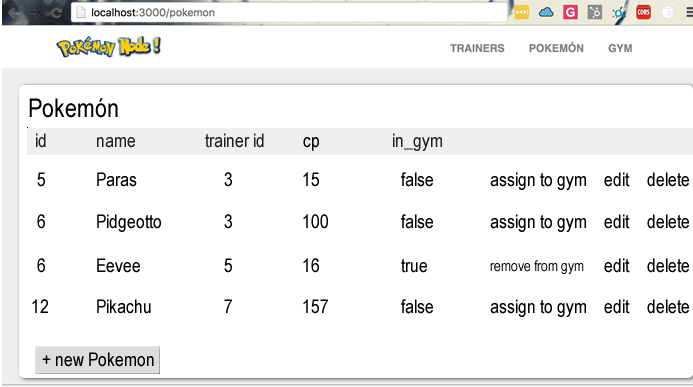 localhost:3000/pokemon
CORS
Pokémon Node!
TRAINERS POKEMÓN GYM
Pokemón
id name trainer id cp in_gym
5 Paras 3 15 false assign to gym edit delete
6 Pidgeotto 3 100 false assign to gym edit delete
6 Eevee 5 16 true remove from gym edit delete
12 Pikachu 7 157 false assign to gym edit delete
+ new Pokemon